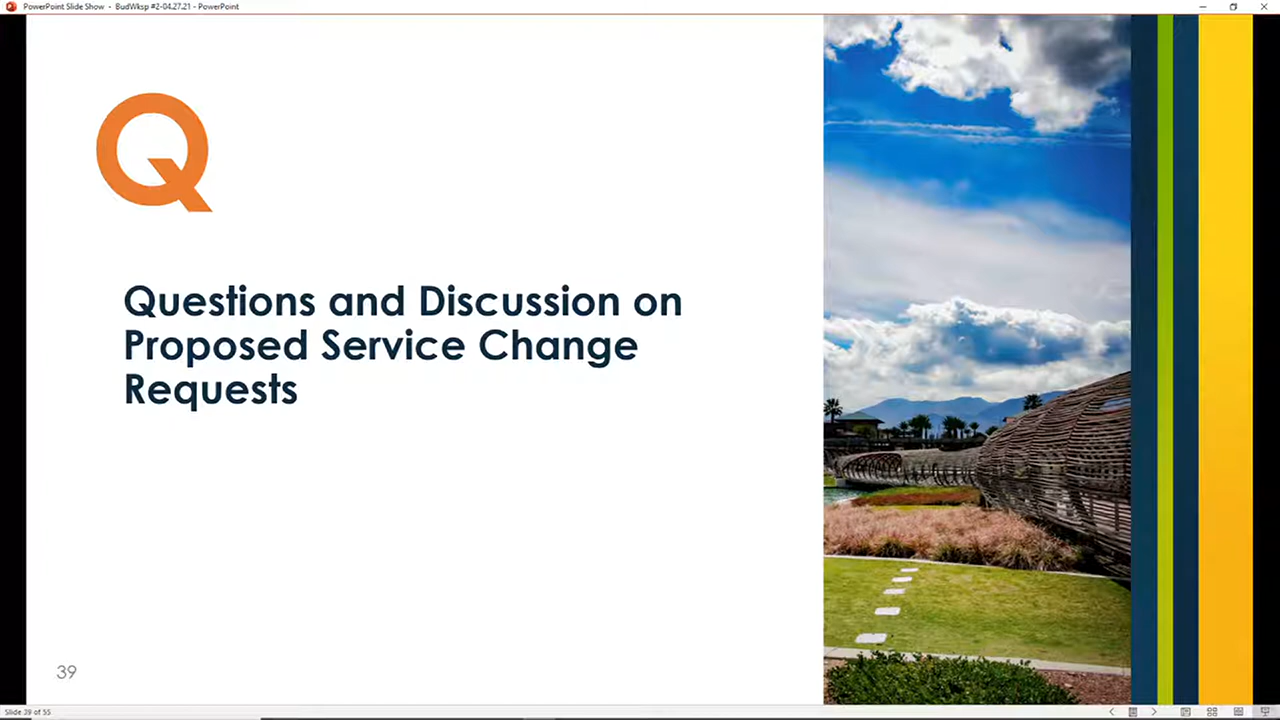 PowerPoint Slide Show - BudWksp #2-04.27.21 - PowerPoint
Q
Questions and Discussion on
Proposed Service Change
Requests
39
Slide 39 of 55